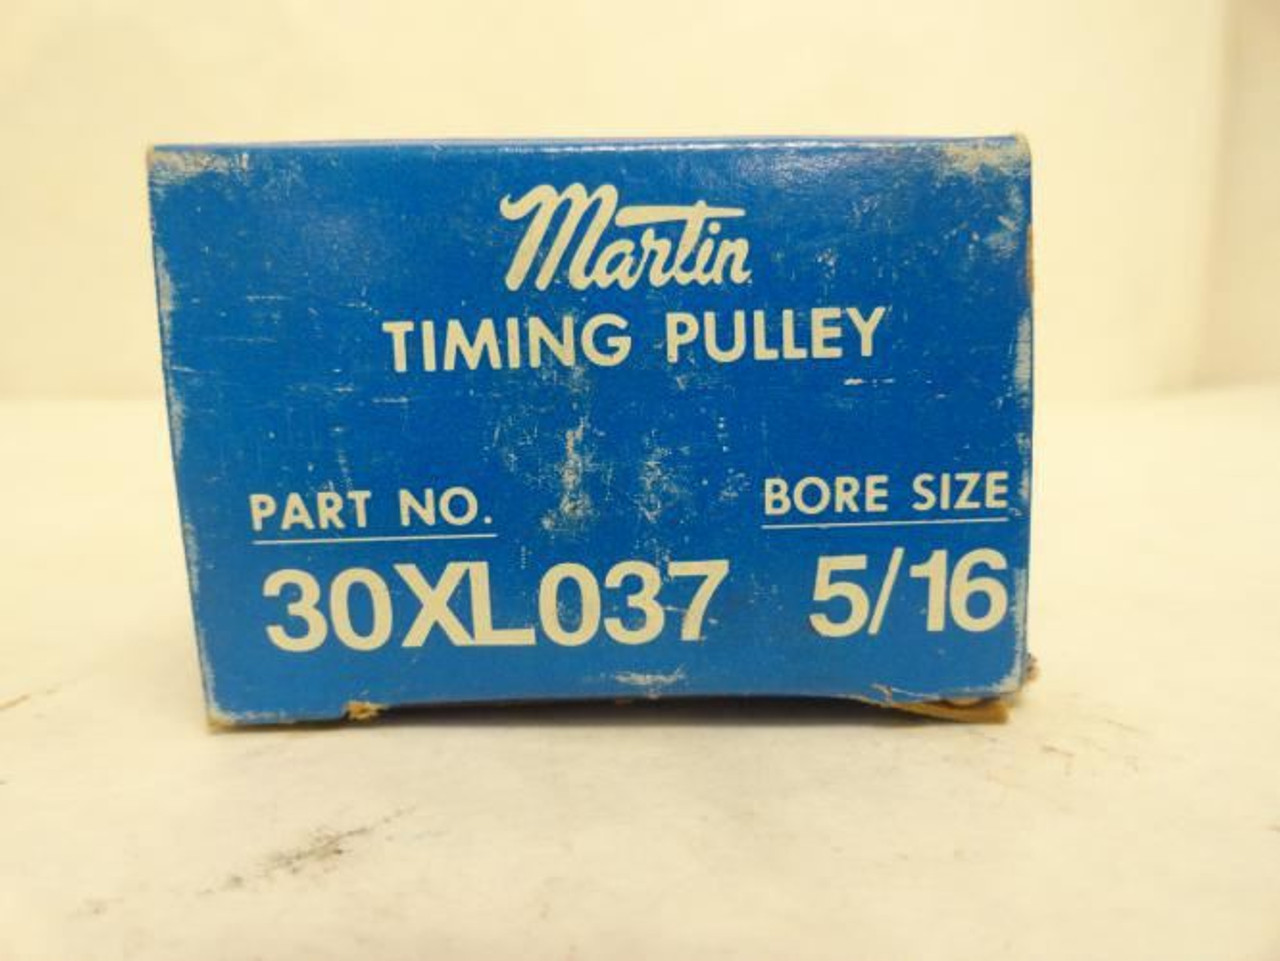 Martin
TIMING PULLEY
PART NO. BORE SIZE
30XL037 5/16